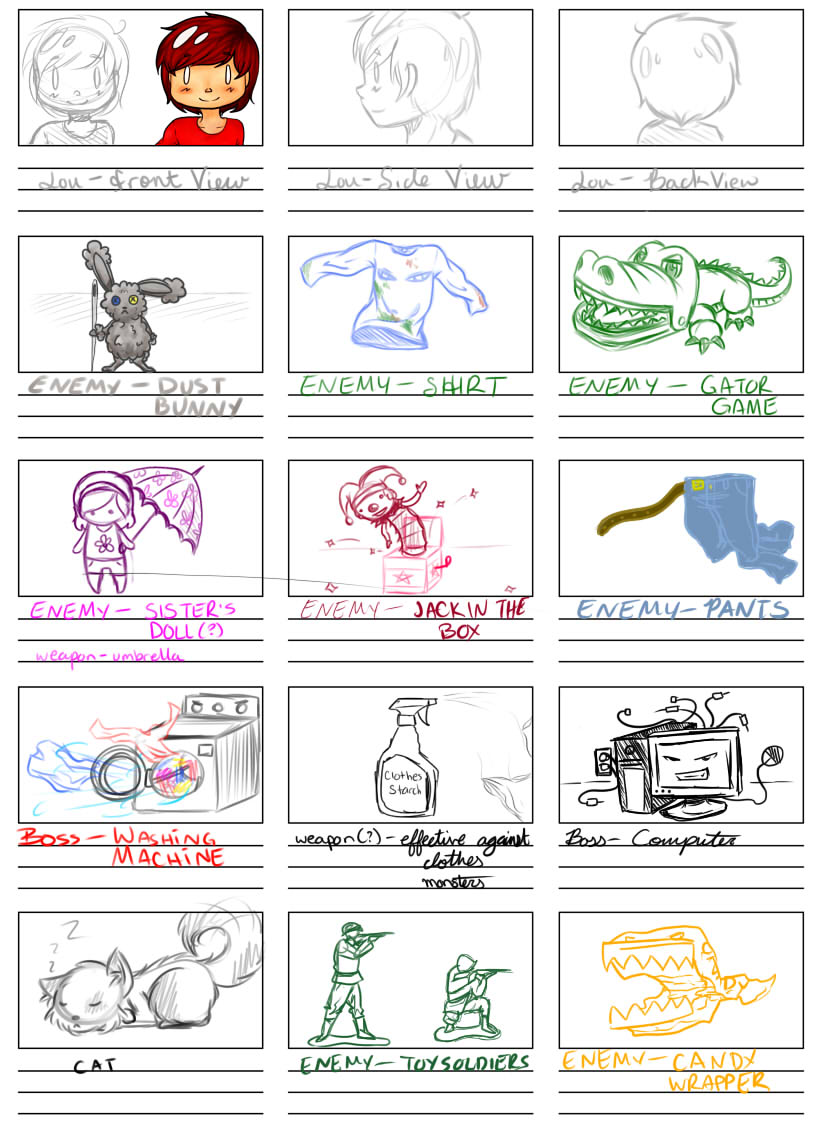 Lou - front View
Lou - Side View
Lou - Back View
ENEMY - DUST
BUNNY
ENEMY - SHIRT
ENEMY - GATOR
GAME
ENEMY - SISTER'S
DOLL(?)
weapon - umbrella
ENEMY - JACK IN THE
BOX
ENEMY - PANTS
BOSS - WASHING
MACHINE
Clothes
Starch
weapon(?) - effective against
clothes
monsters
Boss - Computer
z
z
z
CAT
ENEMY - TOY SOLDIERS
ENEMY - CANDY
WRAPPER